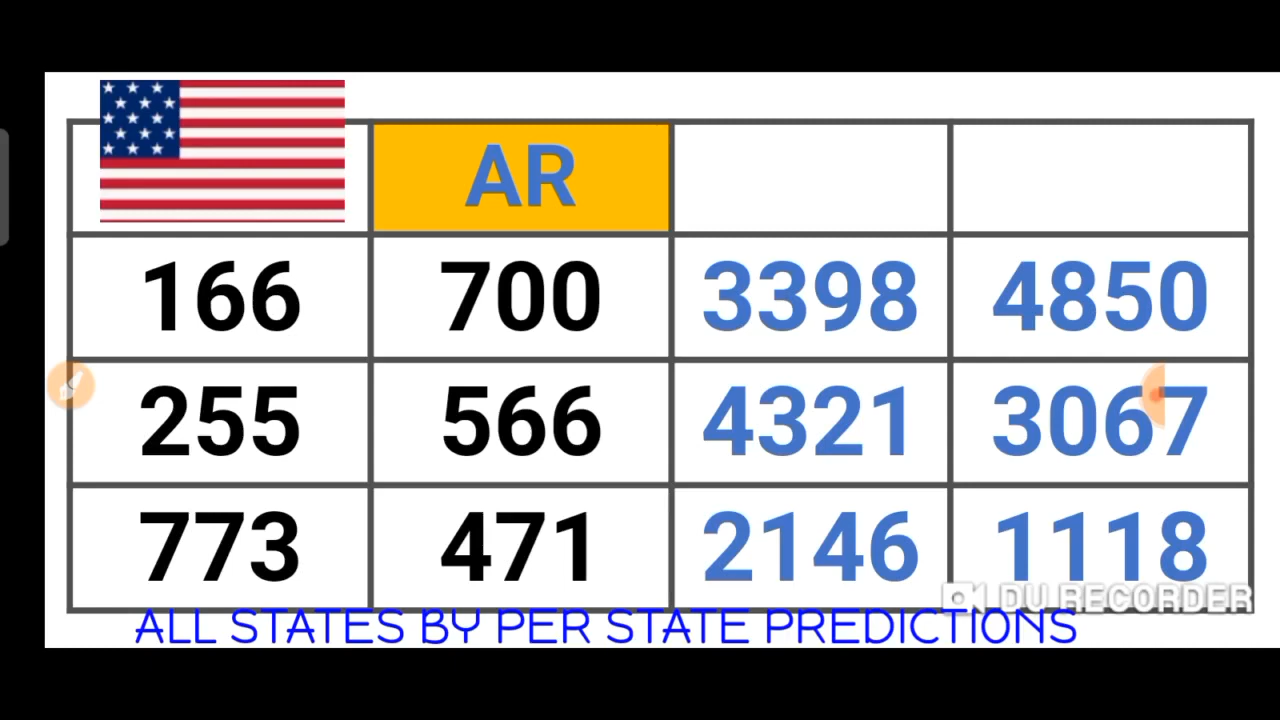 AR
166 700 3398 4850
255 566 4321 3067
773 471 2146 1118
DU RECORDER
ALL STATES BY PER STATE PREDICTIONS